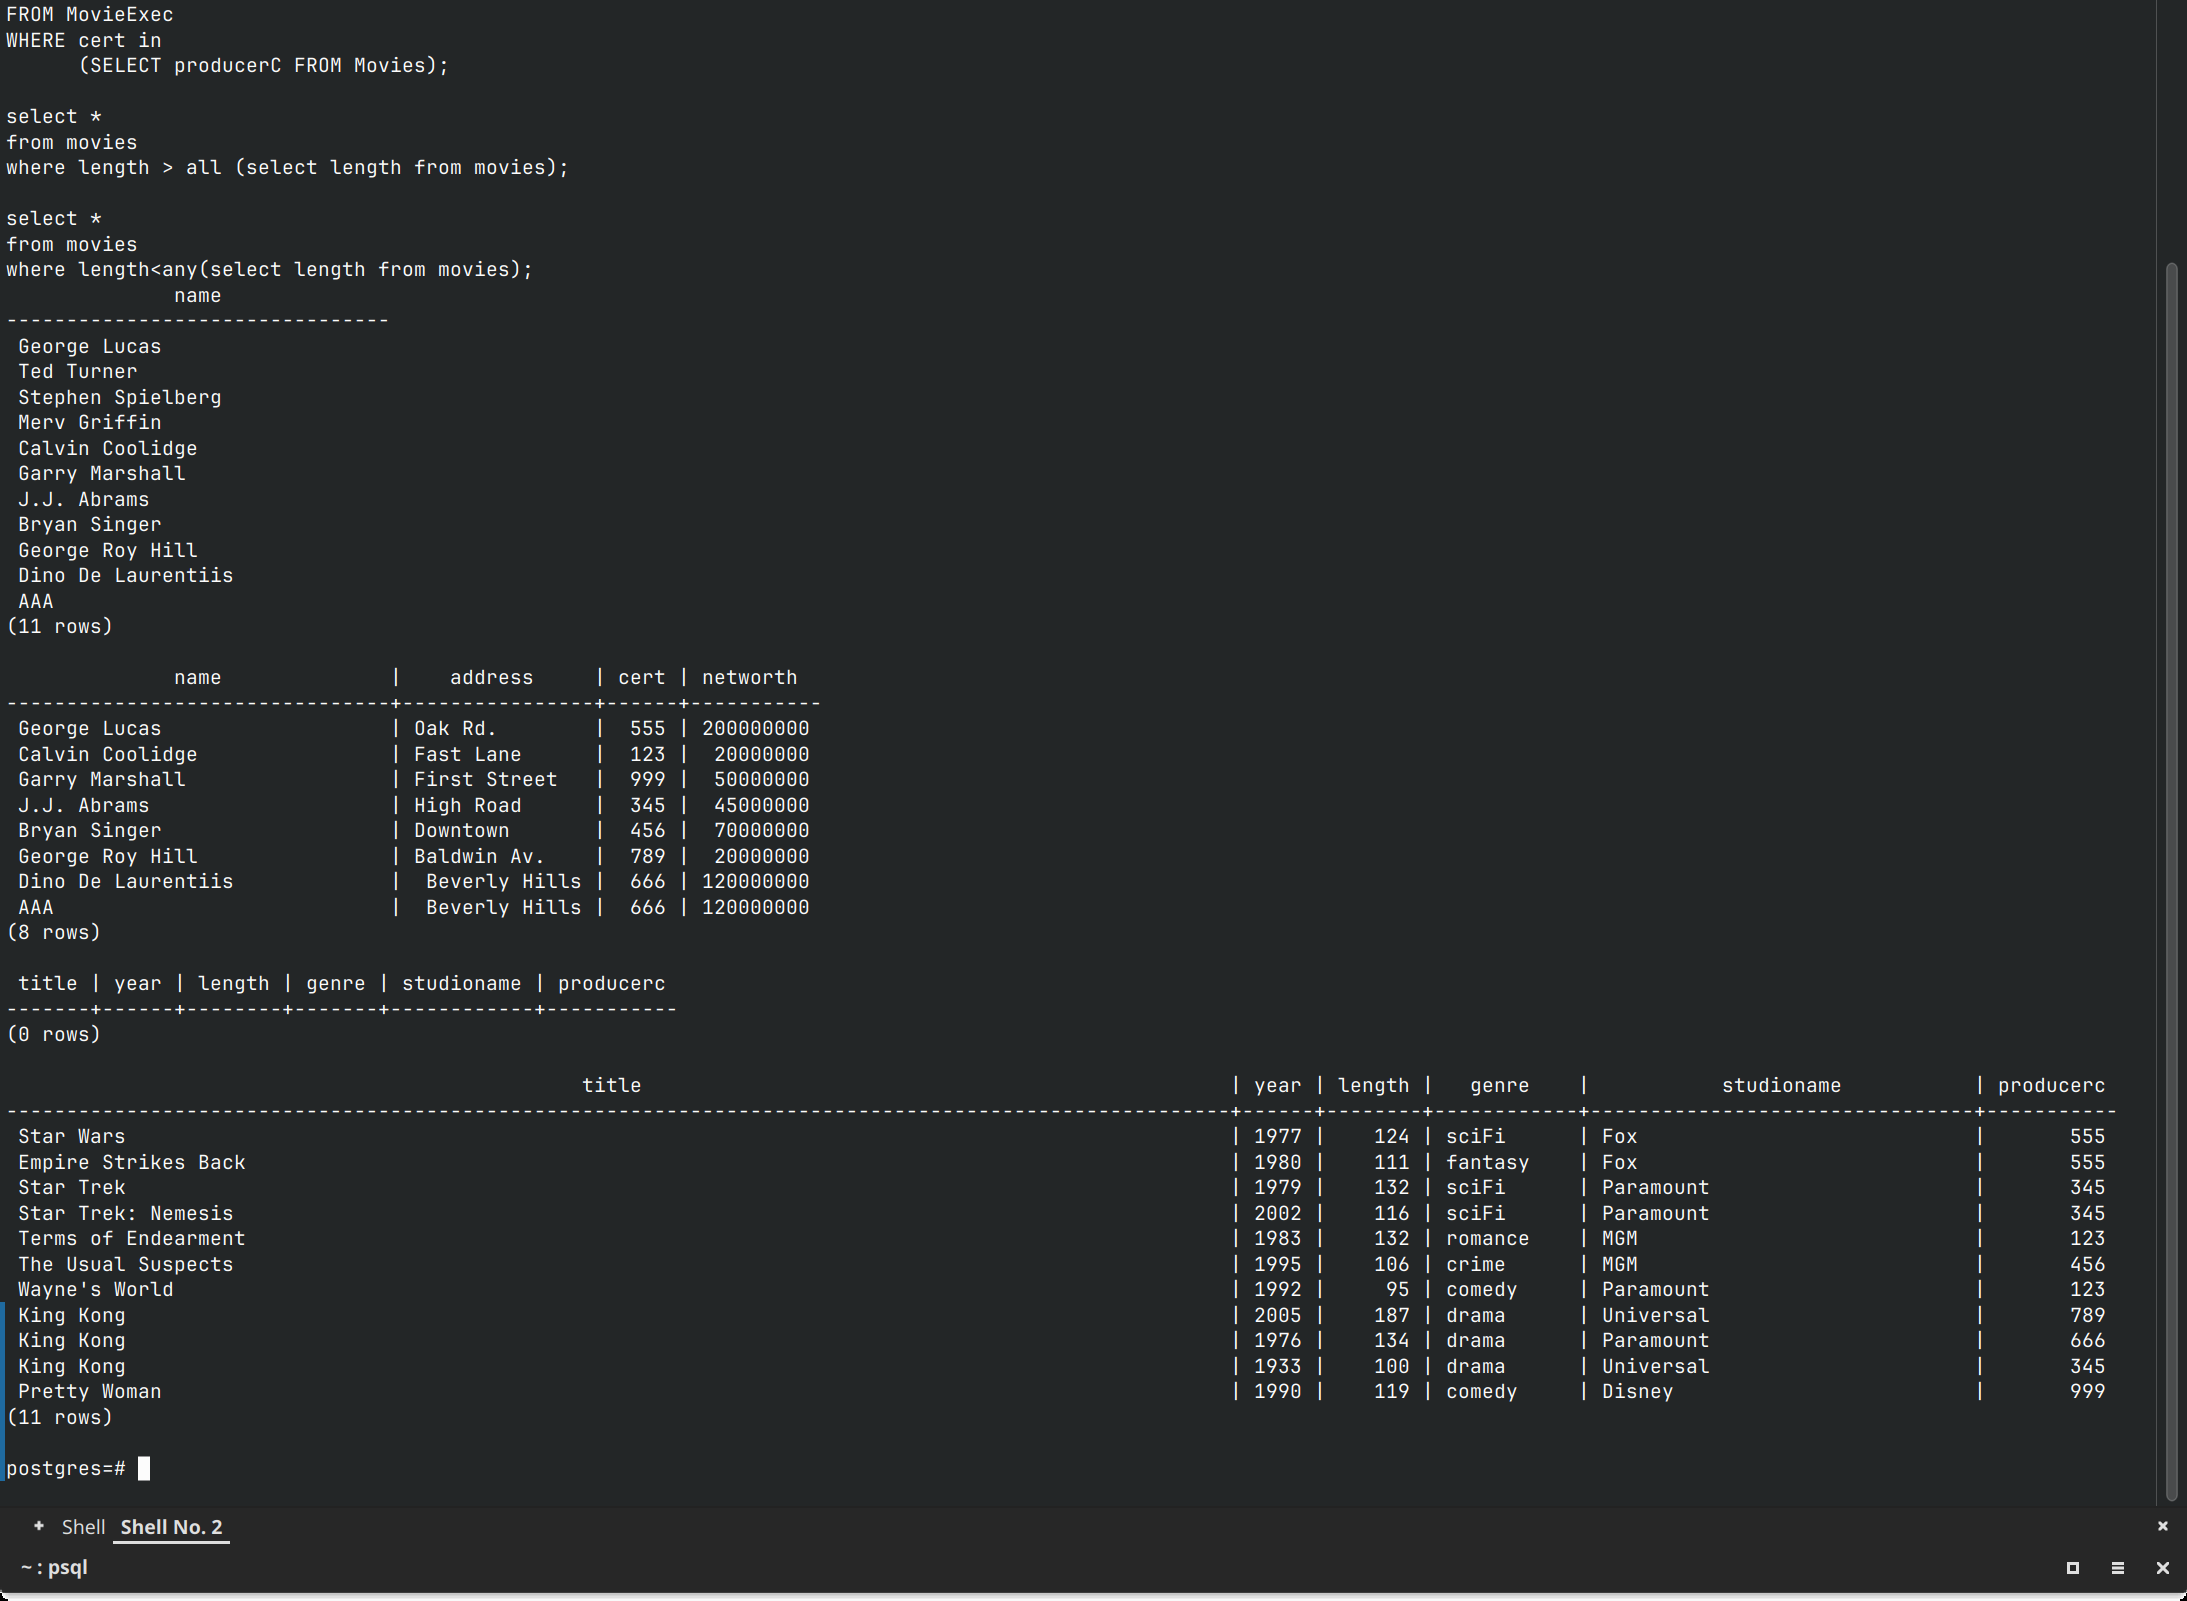 FROM MovieExec
WHERE cert in
      (SELECT producerC FROM Movies);

select *
from movies
where length > all (select length from movies);

select *
from movies
where length<any(select length from movies);
              name
--------------------------------
 George Lucas
 Ted Turner
 Stephen Spielberg
 Merv Griffin
 Calvin Coolidge
 Garry Marshall
 J.J. Abrams
 Bryan Singer
 George Roy Hill
 Dino De Laurentiis
 AAA
(11 rows)

              name              |    address     | cert | networth
--------------------------------+----------------+------+-----------
 George Lucas                   | Oak Rd.        |  555 | 200000000
 Calvin Coolidge                | Fast Lane      |  123 |  20000000
 Garry Marshall                 | First Street   |  999 |  50000000
 J.J. Abrams                    | High Road      |  345 |  45000000
 Bryan Singer                   | Downtown       |  456 |  70000000
 George Roy Hill                | Baldwin Av.    |  789 |  20000000
 Dino De Laurentiis             |  Beverly Hills |  666 | 120000000
 AAA                            |  Beverly Hills |  666 | 120000000
(8 rows)

 title | year | length | genre | studioname | producerc
-------+------+--------+-------+------------+-----------
(0 rows)

 title | year | length | genre | studioname | producerc
------+------+--------+------------+--------------------------------+-----------
 Star Wars | 1977 | 124 | sciFi | Fox | 555
 Empire Strikes Back | 1980 | 111 | fantasy | Fox | 555
 Star Trek | 1979 | 132 | sciFi | Paramount | 345
 Star Trek: Nemesis | 2002 | 116 | sciFi | Paramount | 345
 Terms of Endearment | 1983 | 132 | romance | MGM | 123
 The Usual Suspects | 1995 | 106 | crime | MGM | 456
 Wayne's World | 1992 | 95 | comedy | Paramount | 123
 King Kong | 2005 | 187 | drama | Universal | 789
 King Kong | 1976 | 134 | drama | Paramount | 666
 King Kong | 1933 | 100 | drama | Universal | 345
 Pretty Woman | 1990 | 119 | comedy | Disney | 999
(11 rows)

postgres=#
Shell Shell No. 2
~ : psql